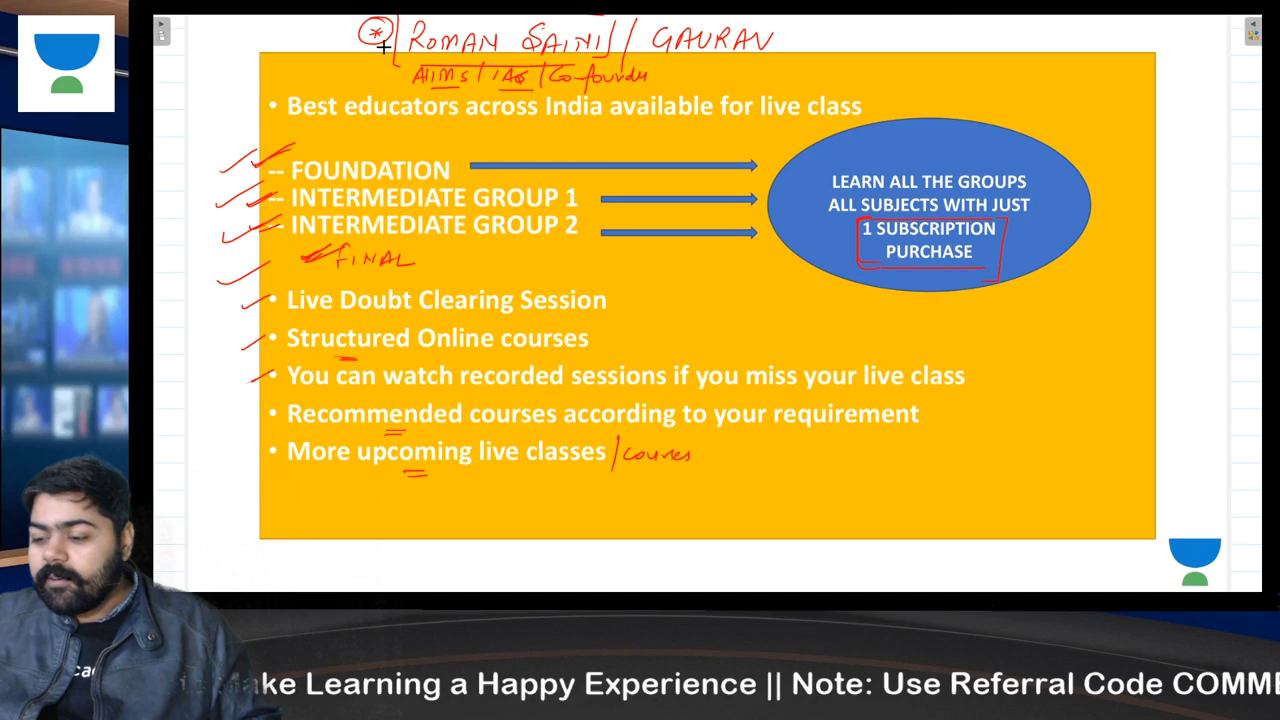 * ROMAN SAINI / GAURAV
AIIMS / IAS / Co-founder
• Best educators across India available for live class
-- FOUNDATION
-- INTERMEDIATE GROUP 1
-- INTERMEDIATE GROUP 2
FINAL
LEARN ALL THE GROUPS
ALL SUBJECTS WITH JUST
1 SUBSCRIPTION
PURCHASE
• Live Doubt Clearing Session
• Structured Online courses
• You can watch recorded sessions if you miss your live class
• Recommended courses according to your requirement
• More upcoming live classes / courses
Make Learning a Happy Experience || Note: Use Referral Code COMME